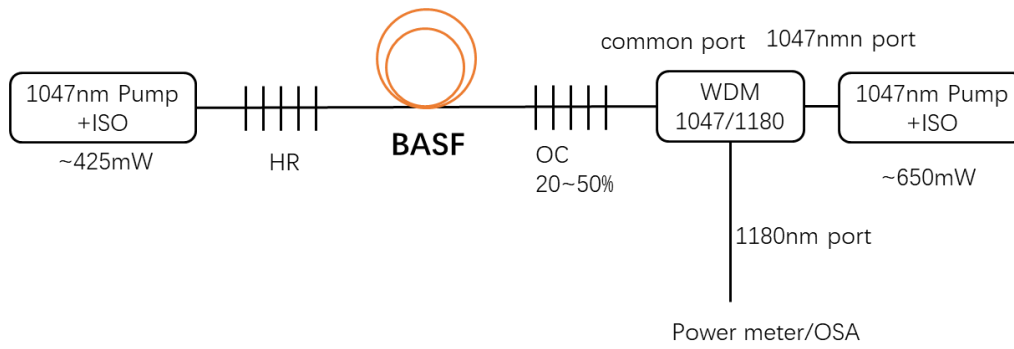 common port
1047nmn port
1047nm Pump
+ISO
~425mW
HR
BASF
OC
20~50%
WDM
1047/1180
1047nm Pump
+ISO
~650mW
1180nm port
Power meter/OSA